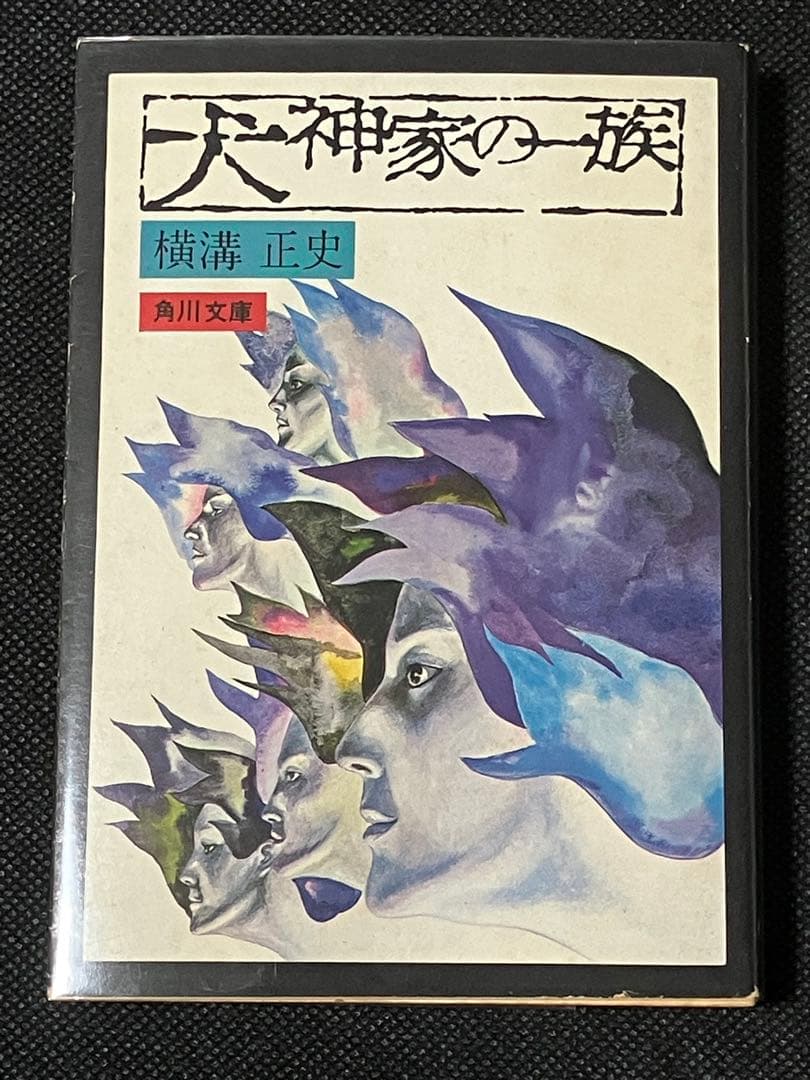 犬神家の一族
横溝 正史
角川文庫